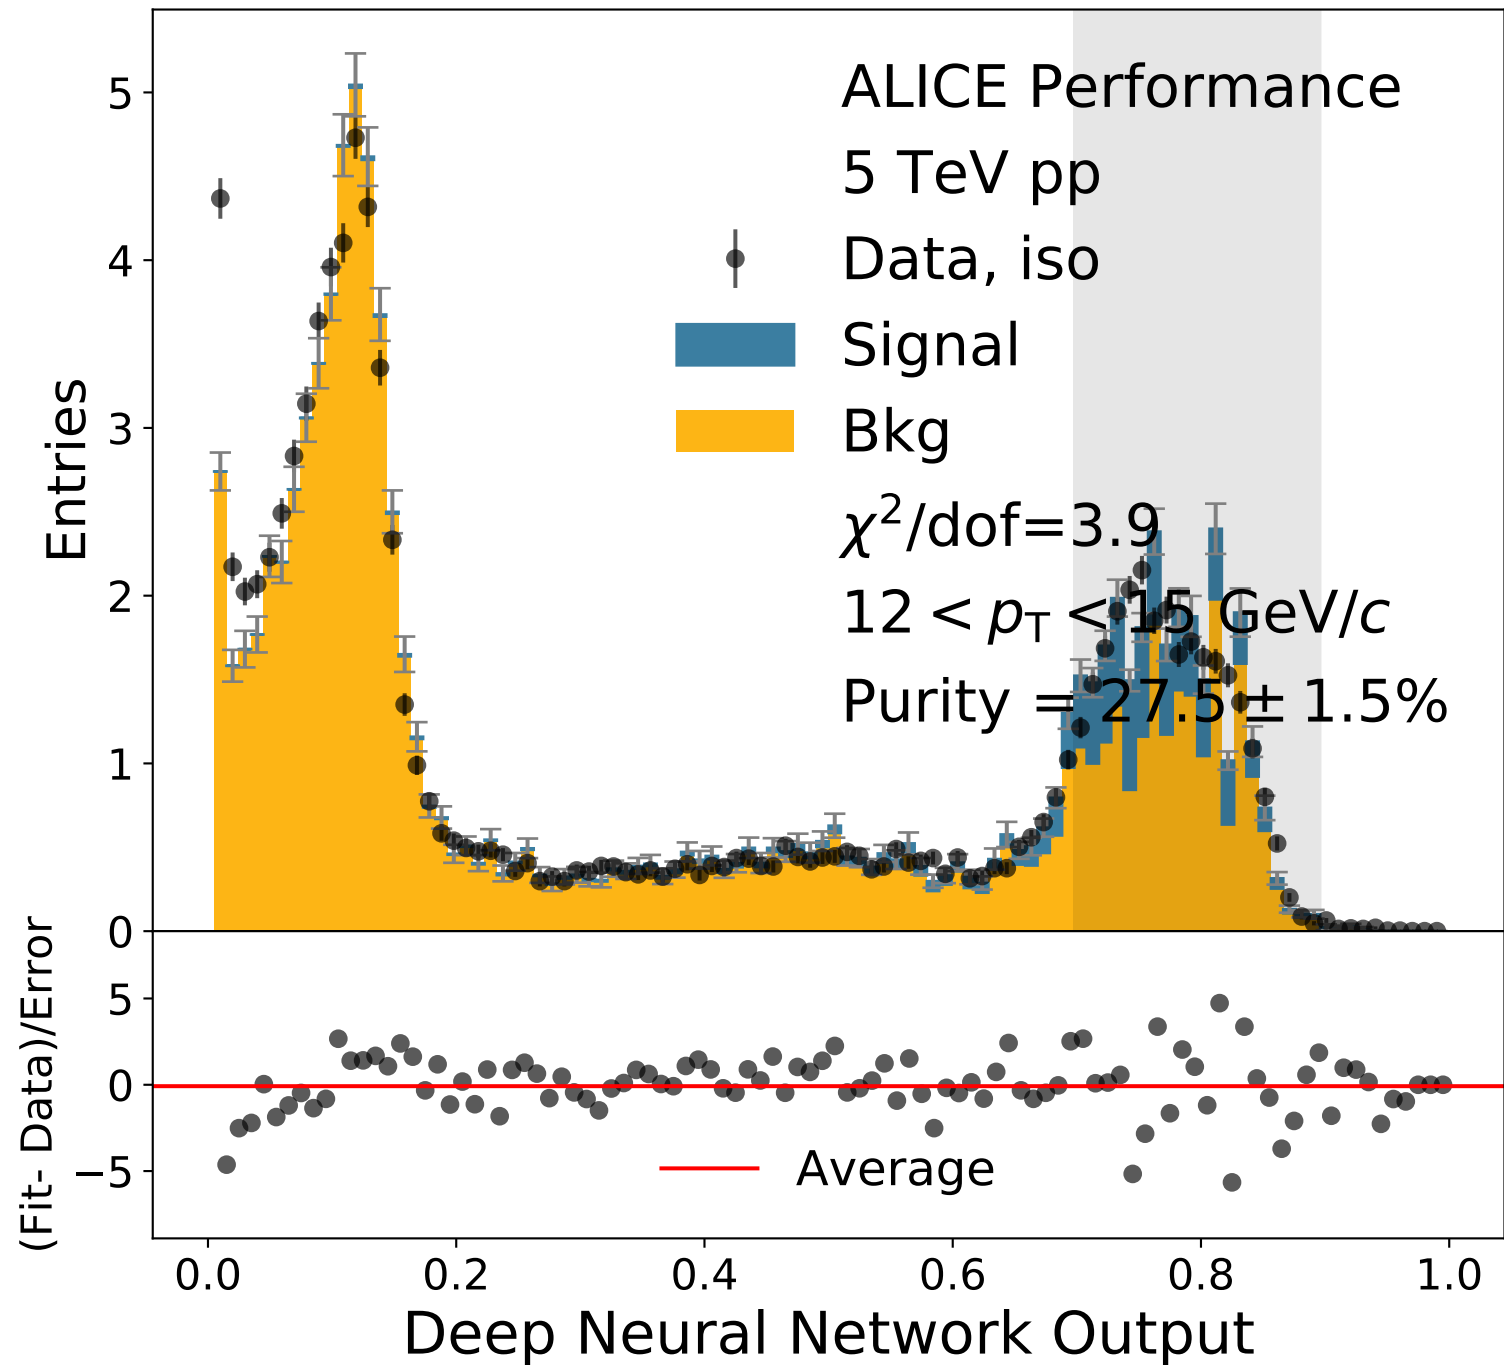 ALICE Performance
5 TeV pp
Data, iso
Signal
Bkg
χ²/dof=3.9
12 < p_T < 15 GeV/c
Purity = 27.5 ± 1.5%
Entries
5
4
3
2
1
0
(Fit- Data)/Error
5
0
−5
Average
0.0 0.2 0.4 0.6 0.8 1.0
Deep Neural Network Output